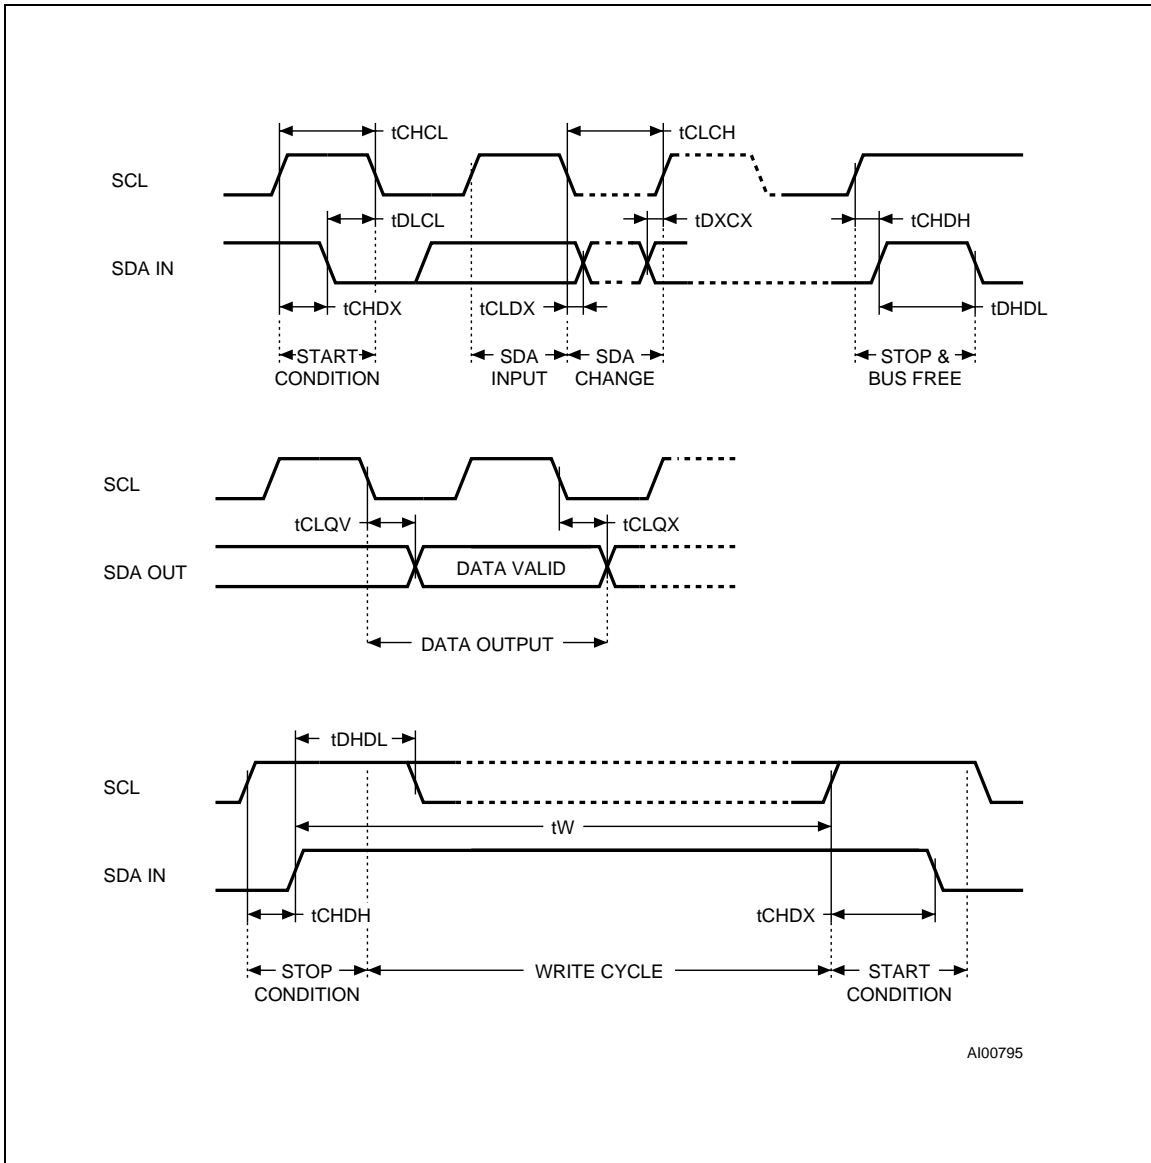 tCHCL
tCLCH
SCL
tDLCL
tDXCX
tCHDH
SDA IN
tCHDX
tCLDX
tDHDL
START
CONDITION
SDA
INPUT
SDA
CHANGE
STOP &
BUS FREE
SCL
tCLQV
tCLQX
SDA OUT
DATA VALID
DATA OUTPUT
tDHDL
SCL
tW
SDA IN
tCHDH
tCHDX
STOP
CONDITION
WRITE CYCLE
START
CONDITION
AI00795